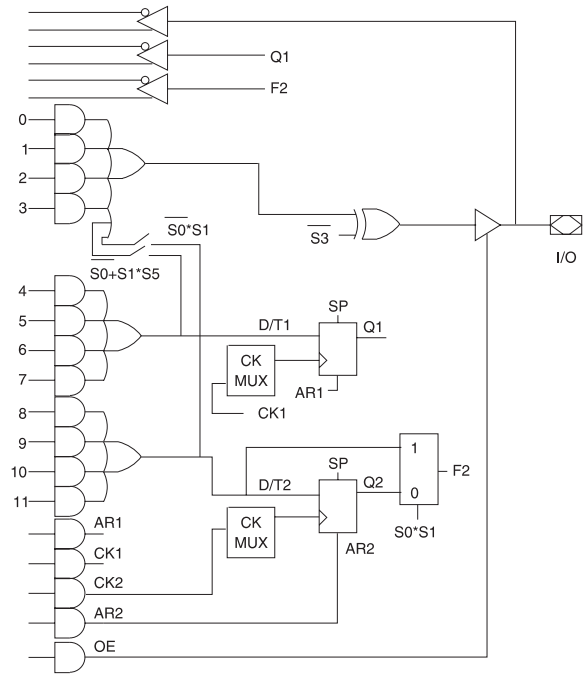 Q1
F2
0
1
2
3
S0*S1
S3
I/O
S0+S1*S5
4
5
6
7
D/T1
SP
Q1
CK
MUX
AR1
CK1
8
9
10
11
D/T2
SP
Q2
1
0
F2
S0*S1
CK
MUX
AR2
AR1
CK1
CK2
AR2
OE